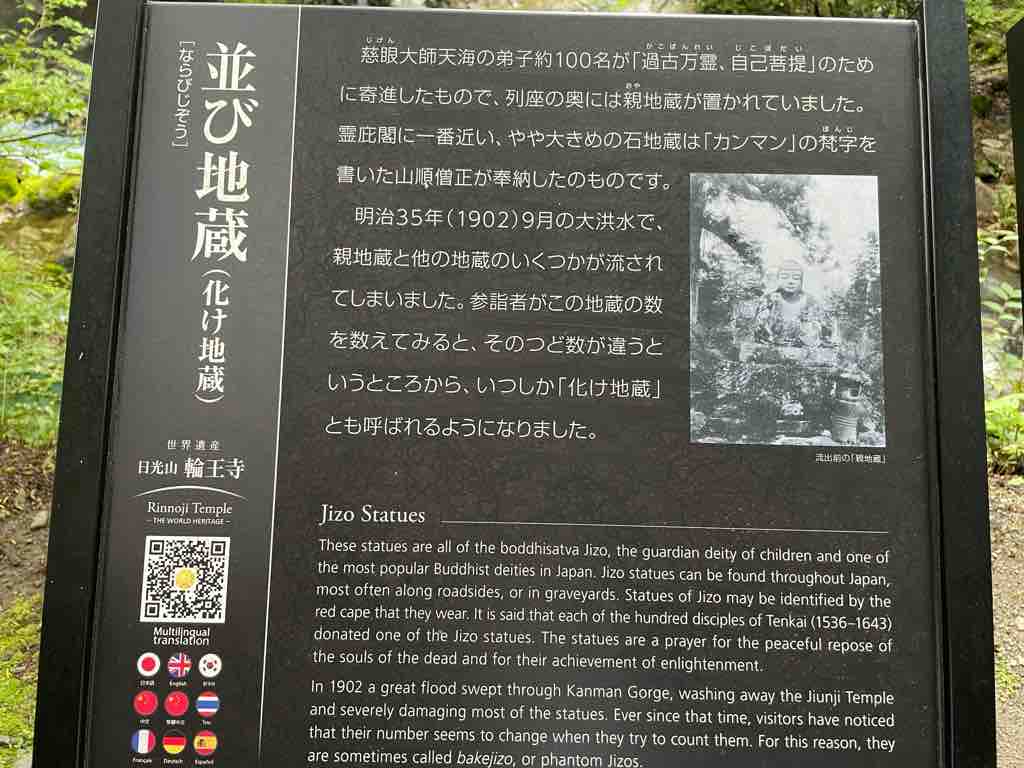 並び地蔵(化け地蔵)
[ならびじぞう]
世界遺産
日光山 輪王寺
Rinnoji Temple
– THE WORLD HERITAGE –
Multilingual
translation
日本語 English 한국어
中文 繁體中文 ไทย
Français Deutsch Español
慈眼大師天海の弟子約100名が「過古万霊、自己菩提」のため
に寄進したもので、列座の奥には親地蔵が置かれていました。
霊庇閣に一番近い、やや大きめの石地蔵は「カンマン」の梵字を
書いた山順僧正が奉納したのものです。
明治35年(1902)9月の大洪水で、
親地蔵と他の地蔵のいくつかが流され
てしまいました。参詣者がこの地蔵の数
を数えてみると、そのつど数が違うと
いうところから、いつしか「化け地蔵」
とも呼ばれるようになりました。
流出前の「親地蔵」
Jizo Statues
These statues are all of the boddhisatva Jizo, the guardian deity of children and one of
the most popular Buddhist deities in Japan. Jizo statues can be found throughout Japan,
most often along roadsides, or in graveyards. Statues of Jizo may be identified by the
red cape that they wear. It is said that each of the hundred disciples of Tenkai (1536–1643)
donated one of the Jizo statues. The statues are a prayer for the peaceful repose of
the souls of the dead and for their achievement of enlightenment.
In 1902 a great flood swept through Kanman Gorge, washing away the Jiunji Temple
and severely damaging most of the statues. Ever since that time, visitors have noticed
that their number seems to change when they try to count them. For this reason, they
are sometimes called bakejizo, or phantom Jizos.